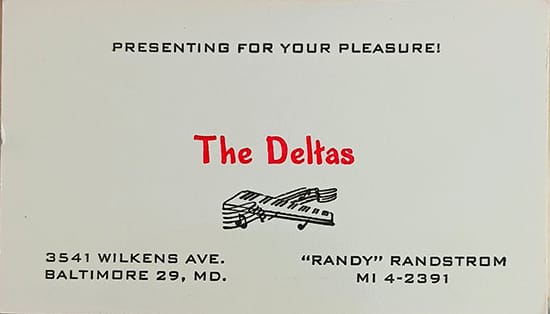 PRESENTING FOR YOUR PLEASURE!
The Deltas
3541 WILKENS AVE.
BALTIMORE 29, MD.
"RANDY" RANDSTROM
MI 4-2391